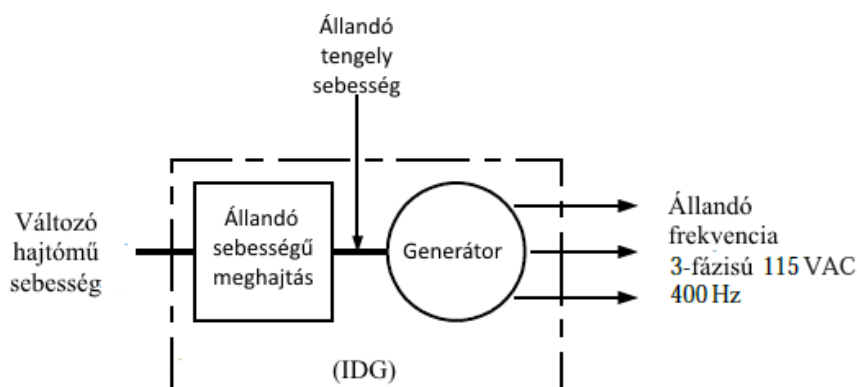 Állandó
tengely
sebesség
Változó
hajtómű
sebesség
Állandó
sebességű
meghajtás
Generátor
Állandó
frekvencia
3-fázisú 115 VAC
400 Hz
(IDG)